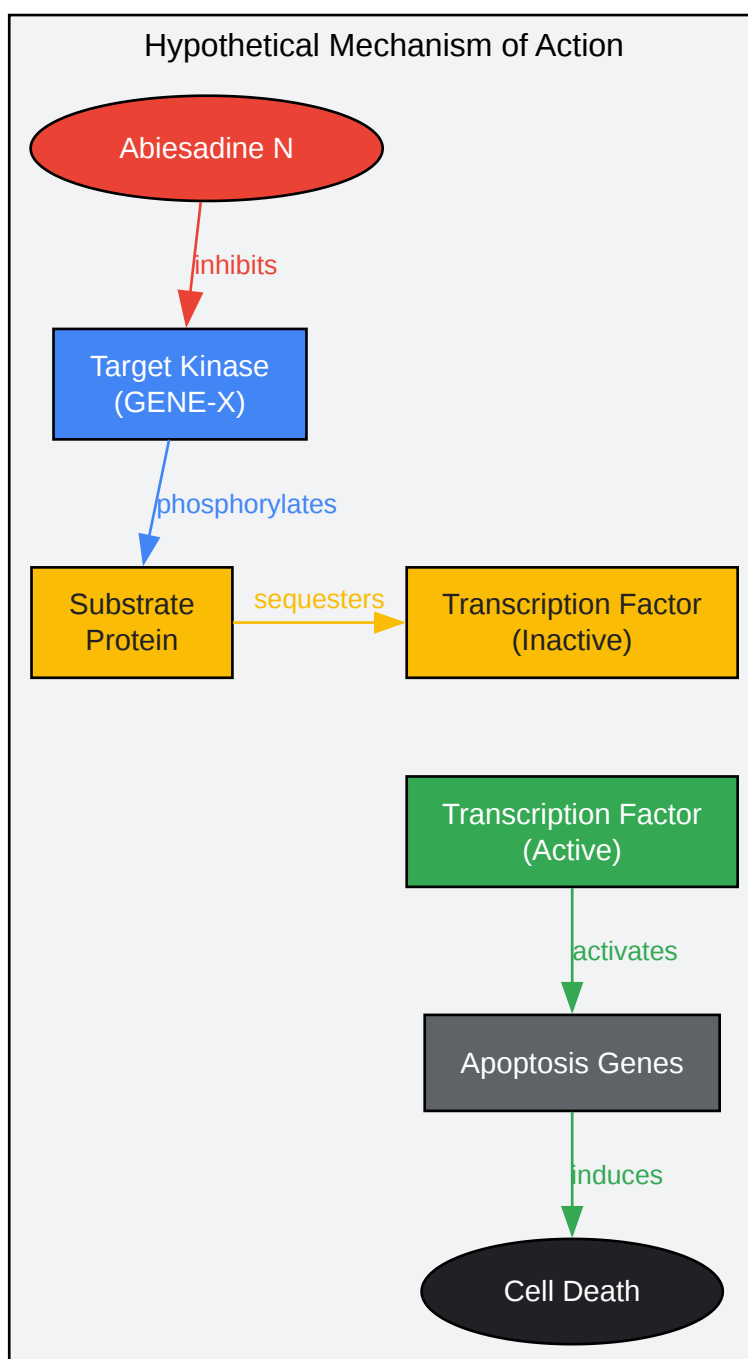 Hypothetical Mechanism of Action
Abiesadine N
inhibits
Target Kinase
(GENE-X)
phosphorylates
Substrate
Protein
sequesters
Transcription Factor
(Inactive)
Transcription Factor
(Active)
activates
Apoptosis Genes
induces
Cell Death